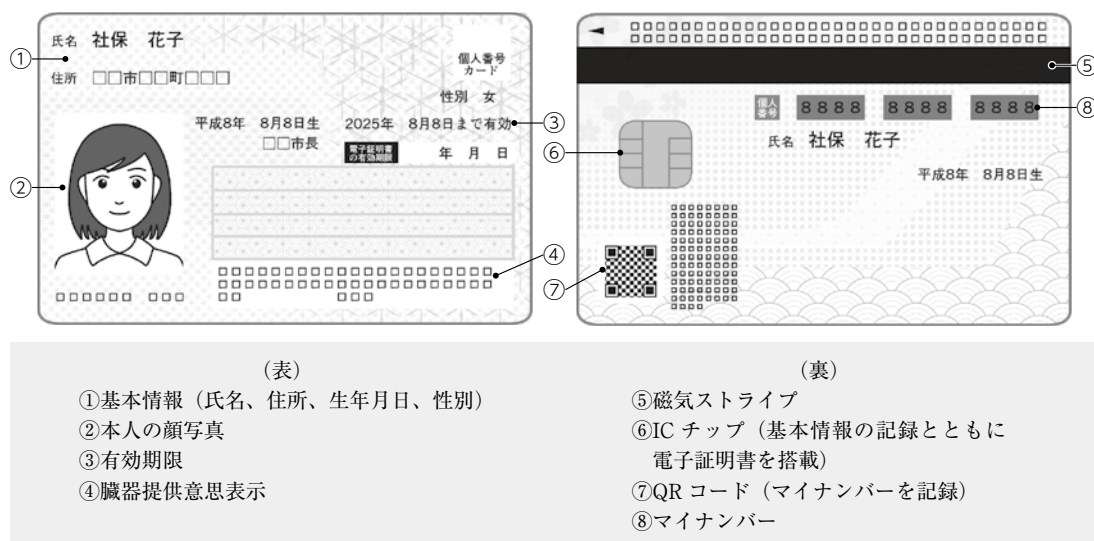 氏名 社保 花子
①
住所 □□市□□町□□□
個人番号
カード
性別 女
平成8年 8月8日生 2025年 8月8日まで有効
③
□□市長
電子証明書
の有効期限
年 月 日
②
④
□□□□□□ □□□
⑤
個人
番号
8888 8888 8888
⑧
⑥
氏名 社保 花子
平成8年 8月8日生
⑦
(表)
①基本情報(氏名、住所、生年月日、性別)
②本人の顔写真
③有効期限
④臓器提供意思表示
(裏)
⑤磁気ストライプ
⑥ICチップ(基本情報の記録とともに
電子証明書を搭載)
⑦QRコード(マイナンバーを記録)
⑧マイナンバー